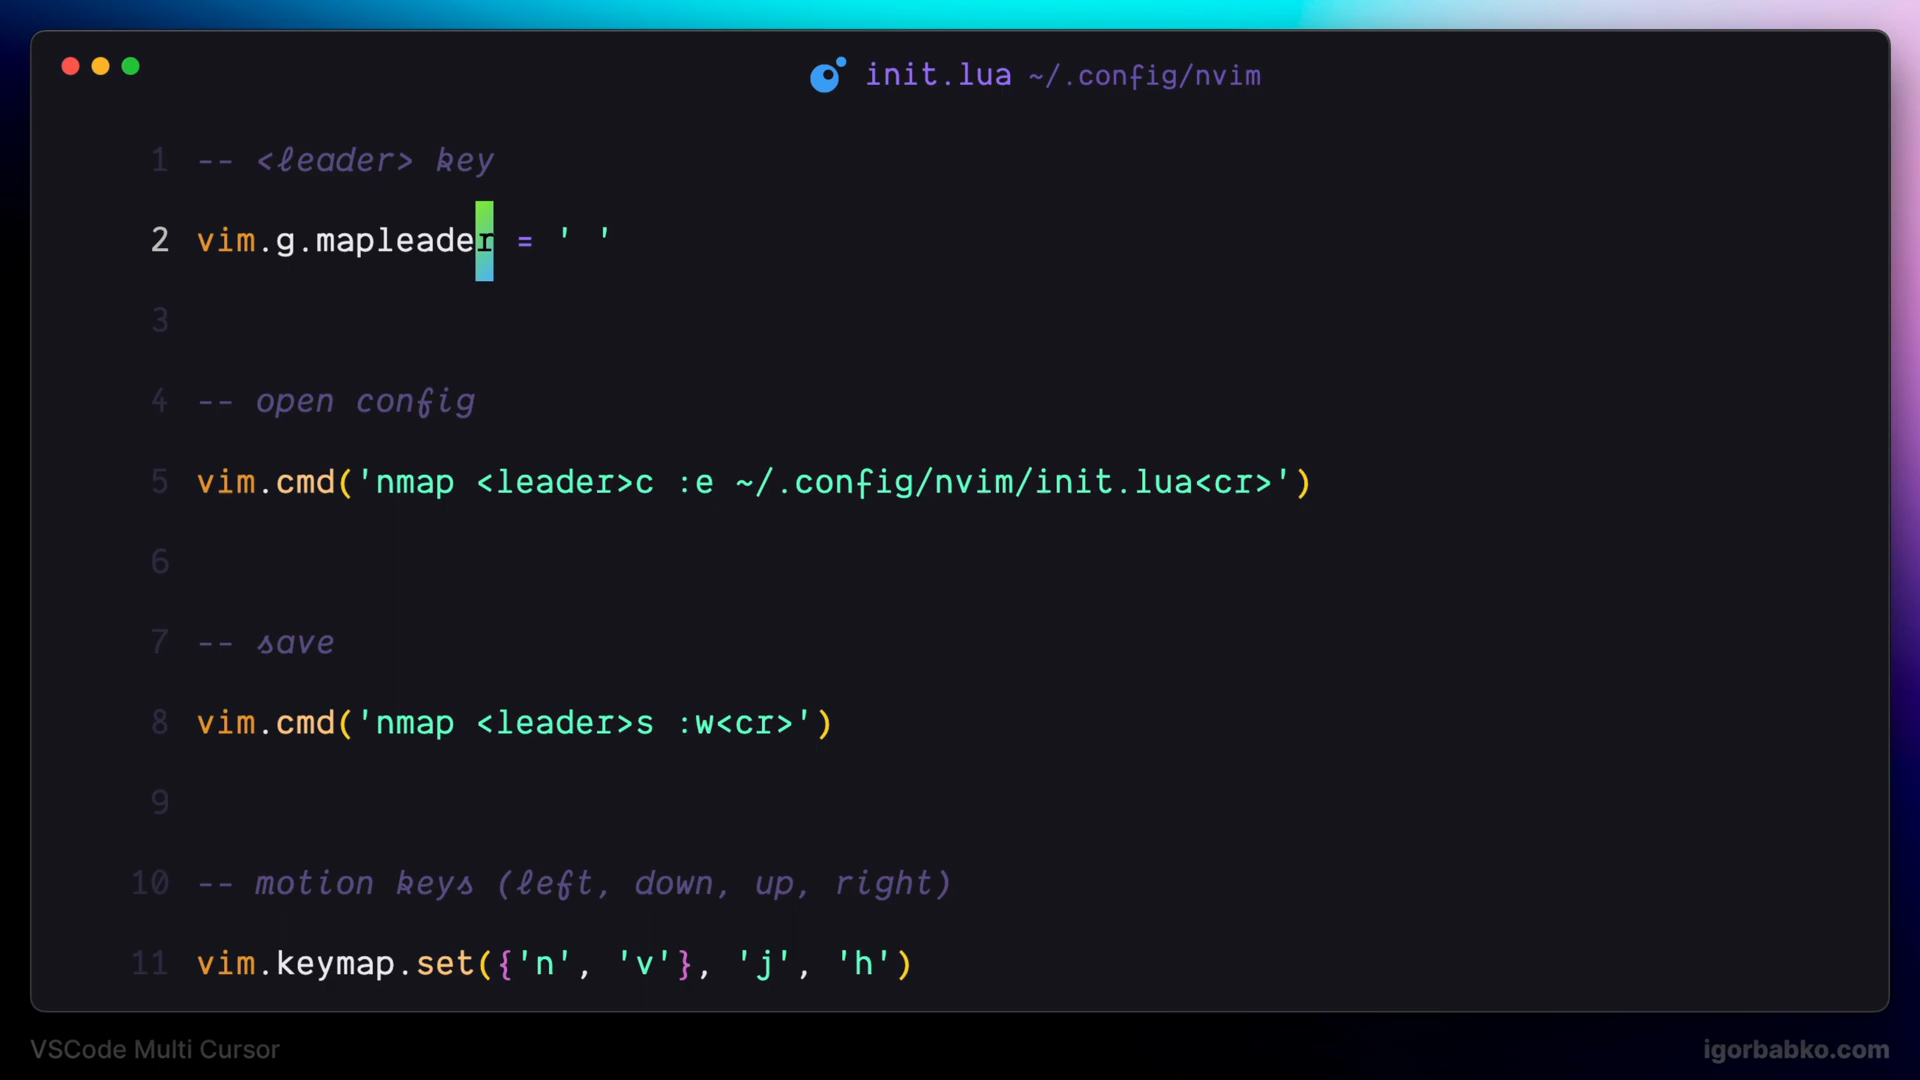 init.lua ~/.config/nvim
1 -- <leader> key
2 vim.g.mapleader = ' '
3
4 -- open config
5 vim.cmd('nmap <leader>c :e ~/.config/nvim/init.lua<cr>')
6
7 -- save
8 vim.cmd('nmap <leader>s :w<cr>')
9
10 -- motion keys (left, down, up, right)
11 vim.keymap.set({'n', 'v'}, 'j', 'h')
VSCode Multi Cursor
igorbabko.com